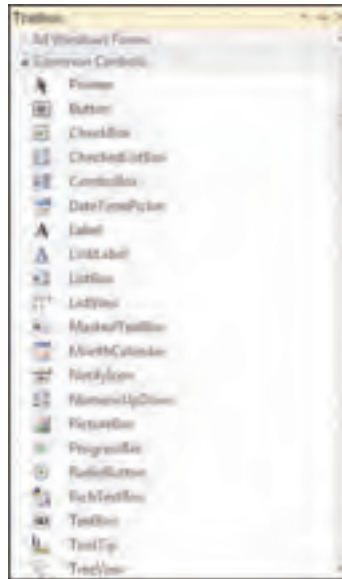 Toolbox
All Windows Forms
Common Controls
Pointer
Button
CheckBox
CheckedListBox
ComboBox
DateTimePicker
Label
LinkLabel
ListBox
ListView
MaskedTextBox
MonthCalendar
NotifyIcon
NumericUpDown
PictureBox
ProgressBar
RadioButton
RichTextBox
TextBox
ToolTip
TreeView